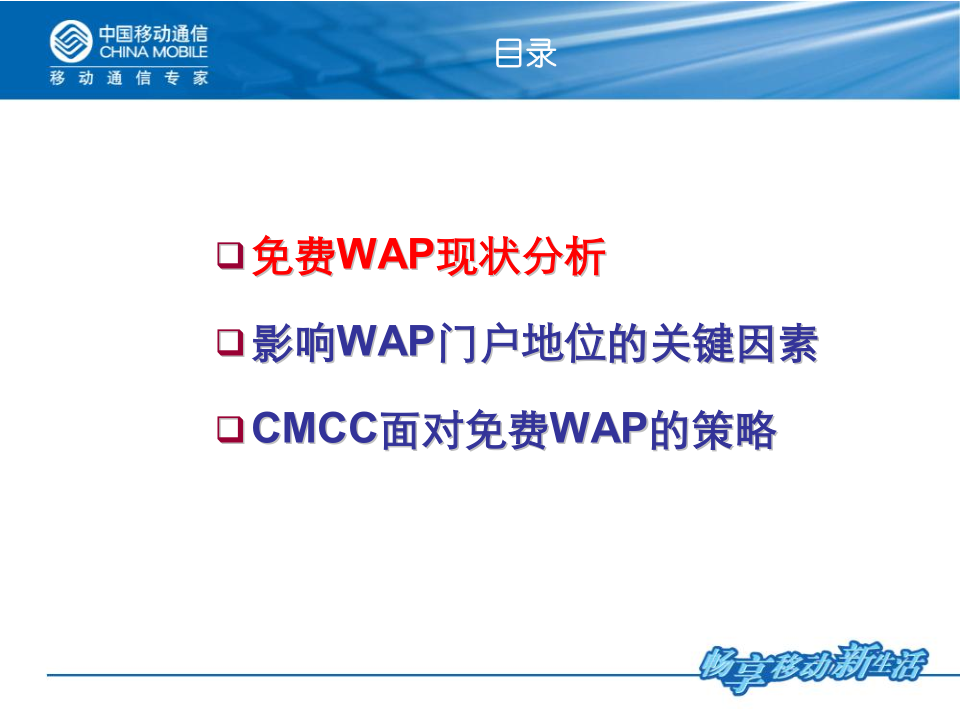 中国移动通信
CHINA MOBILE
移动通信专家
目录
免费WAP现状分析
影响WAP门户地位的关键因素
CMCC面对免费WAP的策略
畅享移动新生活